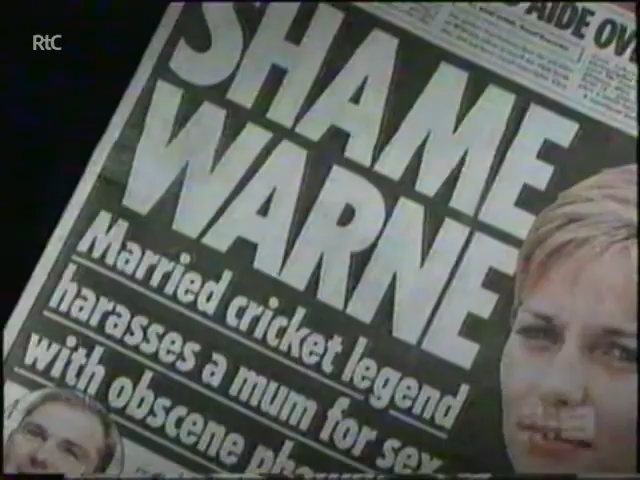 RtC
AIDE OV
SHAME
WARNE
Married cricket legend
harasses a mum for sex
with obscene